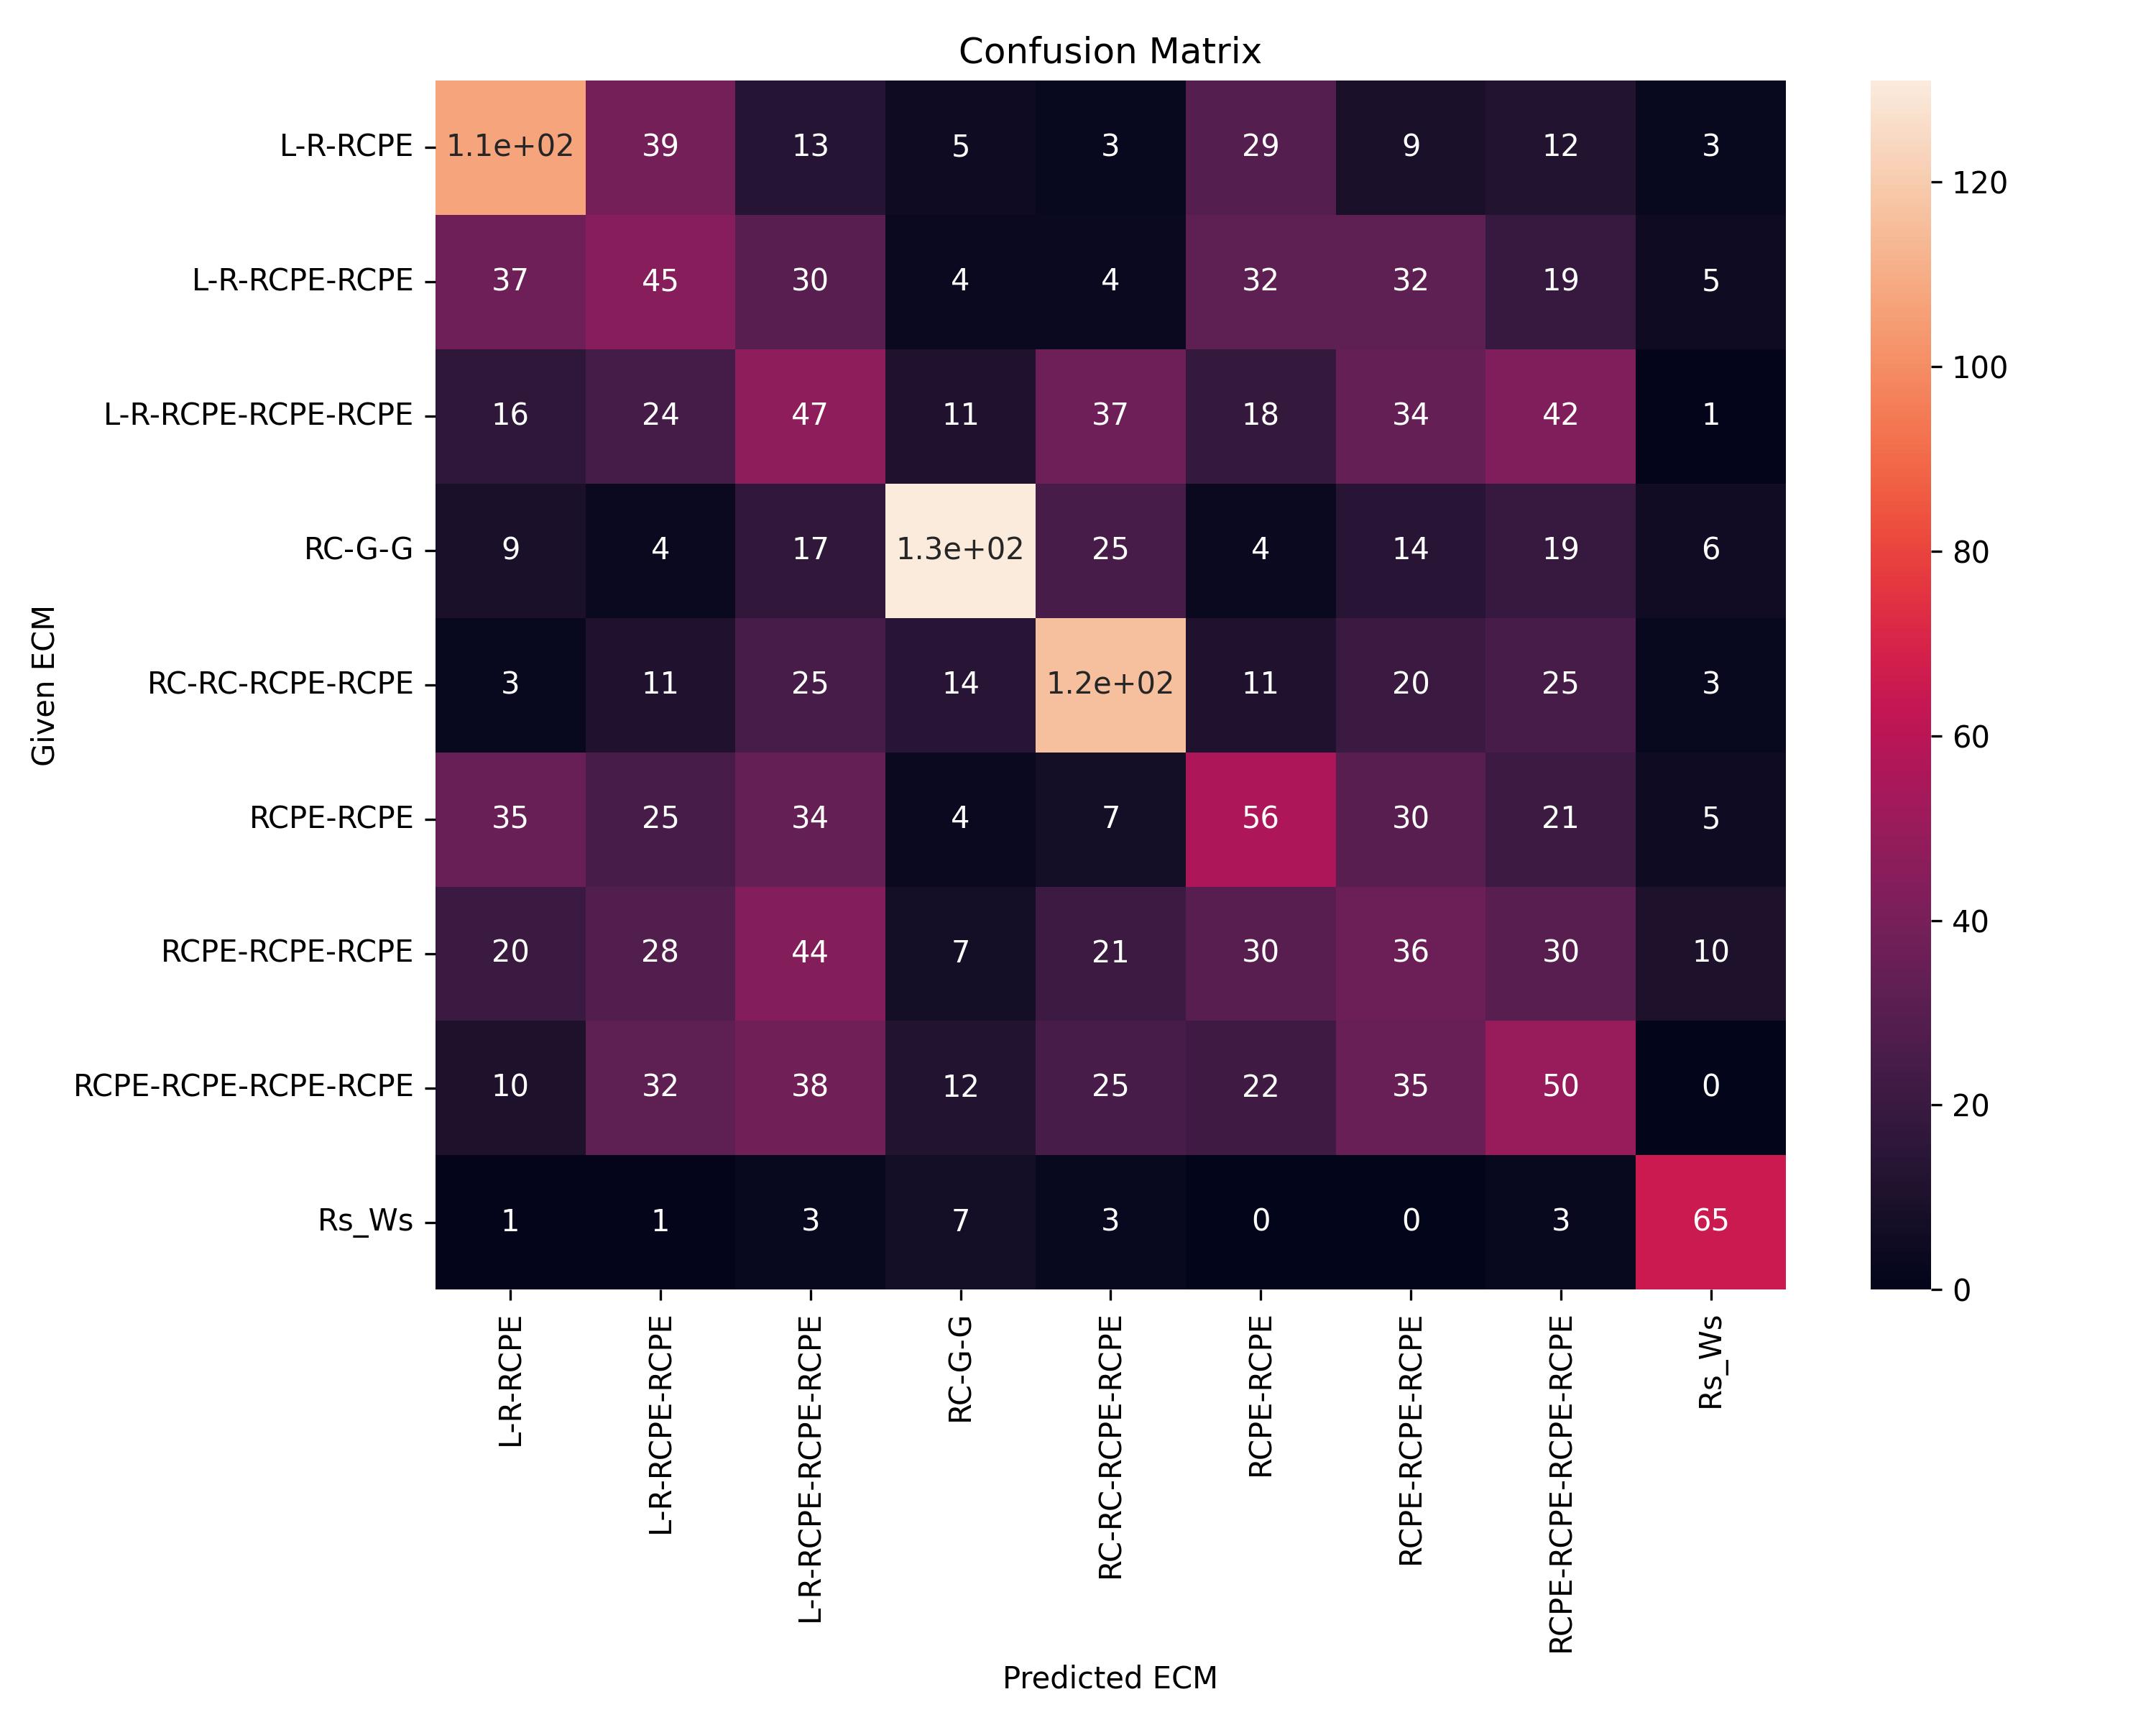 Confusion Matrix
Given ECM
L-R-RCPE 1.1e+02 39 13 5 3 29 9 12 3
L-R-RCPE-RCPE 37 45 30 4 4 32 32 19 5
L-R-RCPE-RCPE-RCPE 16 24 47 11 37 18 34 42 1
RC-G-G 9 4 17 1.3e+02 25 4 14 19 6
RC-RC-RCPE-RCPE 3 11 25 14 1.2e+02 11 20 25 3
RCPE-RCPE 35 25 34 4 7 56 30 21 5
RCPE-RCPE-RCPE 20 28 44 7 21 30 36 30 10
RCPE-RCPE-RCPE-RCPE 10 32 38 12 25 22 35 50 0
Rs_Ws 1 1 3 7 3 0 0 3 65
L-R-RCPE
L-R-RCPE-RCPE
L-R-RCPE-RCPE-RCPE
RC-G-G
RC-RC-RCPE-RCPE
RCPE-RCPE
RCPE-RCPE-RCPE
RCPE-RCPE-RCPE-RCPE
Rs_Ws
Predicted ECM
120
100
80
60
40
20
0